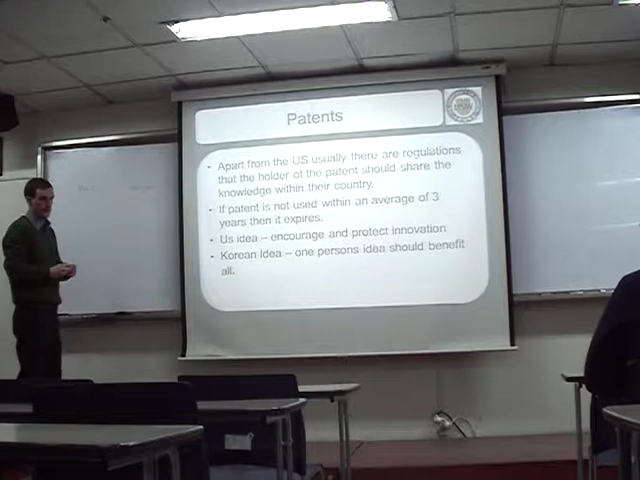 Patents
- Apart from the US usually there are regulations
that the holder of the patent should share the
knowledge within their country.
- If patent is not used within an average of 3
years then it expires.
- Us idea – encourage and protect innovation
- Korean Idea – one persons idea should benefit
all.